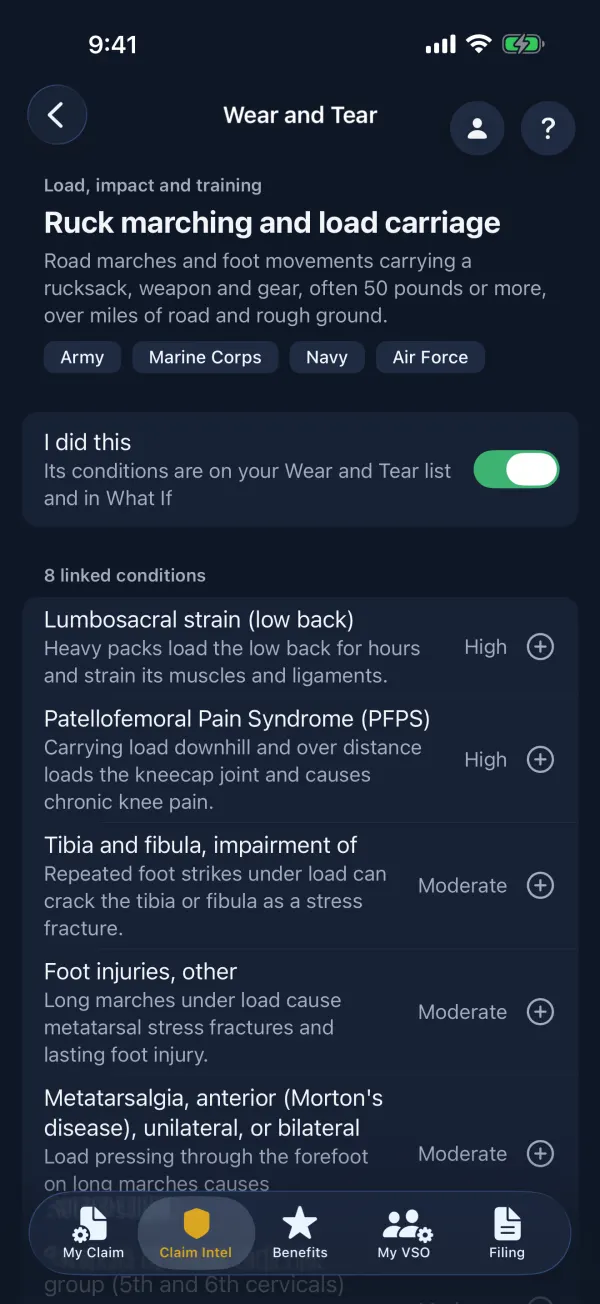 9:41
Wear and Tear
?
Load, impact and training
Ruck marching and load carriage
Road marches and foot movements carrying a
rucksack, weapon and gear, often 50 pounds or more,
over miles of road and rough ground.
Army Marine Corps Navy Air Force
I did this
Its conditions are on your Wear and Tear list
and in What If
8 linked conditions
Lumbosacral strain (low back)
Heavy packs load the low back for hours
and strain its muscles and ligaments.
High
Patellofemoral Pain Syndrome (PFPS)
Carrying load downhill and over distance
loads the kneecap joint and causes
chronic knee pain.
High
Tibia and fibula, impairment of
Repeated foot strikes under load can
crack the tibia or fibula as a stress
fracture.
Moderate
Foot injuries, other
Long marches under load cause
metatarsal stress fractures and
lasting foot injury.
Moderate
Metatarsalgia, anterior (Morton's
disease), unilateral, or bilateral
Load pressing through the forefoot
on long marches causes
Moderate
group (5th and 6th cervicals)
My Claim Claim Intel Benefits My VSO Filing